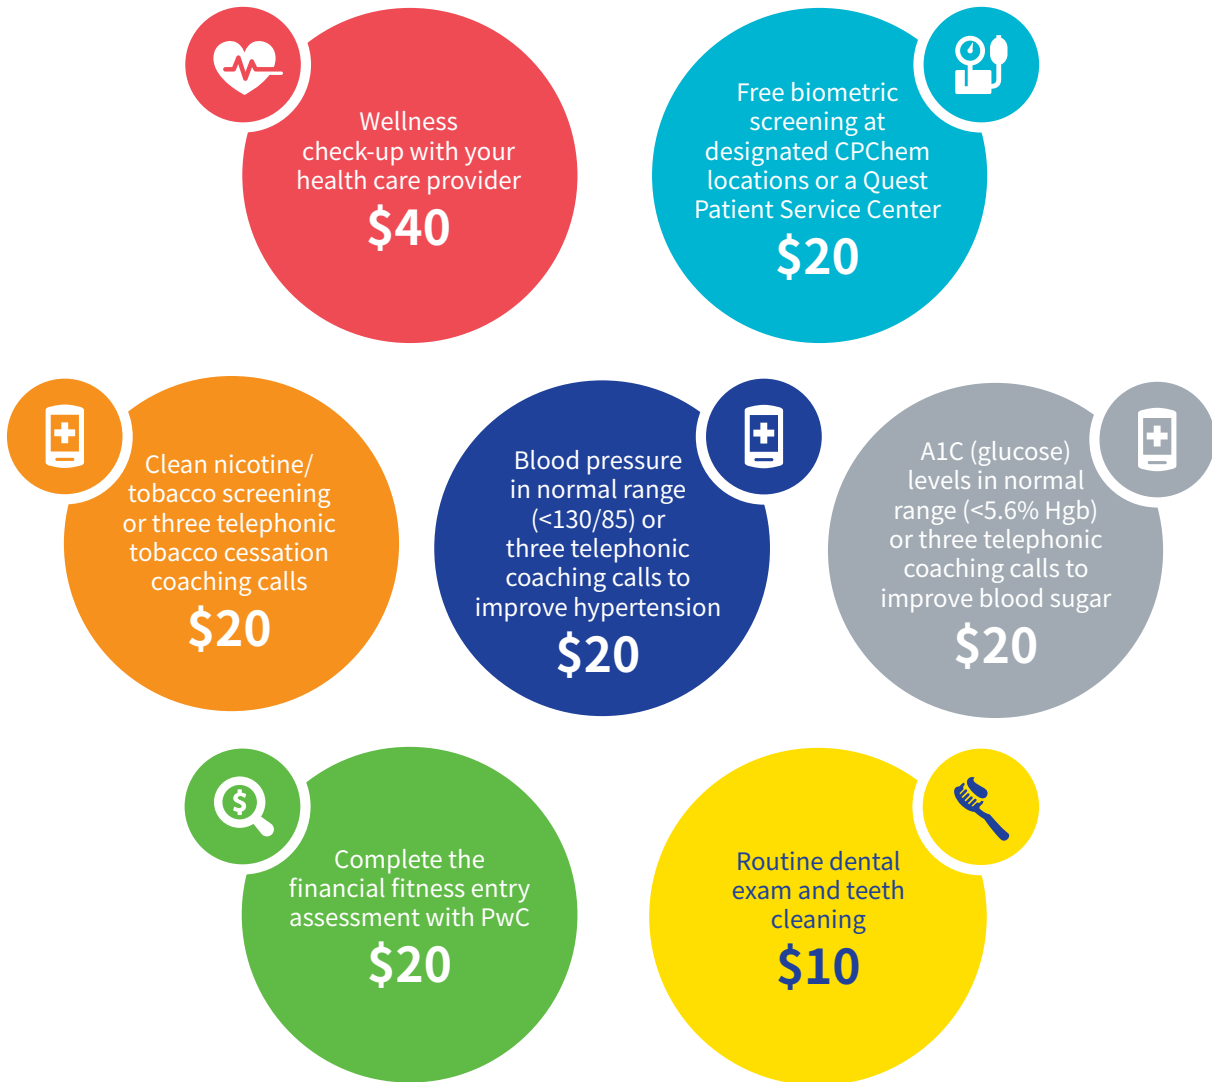 Wellness
check-up with your
health care provider
$40
Free biometric
screening at
designated CPChem
locations or a Quest
Patient Service Center
$20
Clean nicotine/
tobacco screening
or three telephonic
tobacco cessation
coaching calls
$20
Blood pressure
in normal range
(<130/85) or
three telephonic
coaching calls to
improve hypertension
$20
A1C (glucose)
levels in normal
range (<5.6% Hgb)
or three telephonic
coaching calls to
improve blood sugar
$20
$
Complete the
financial fitness entry
assessment with PwC
$20
Routine dental
exam and teeth
cleaning
$10